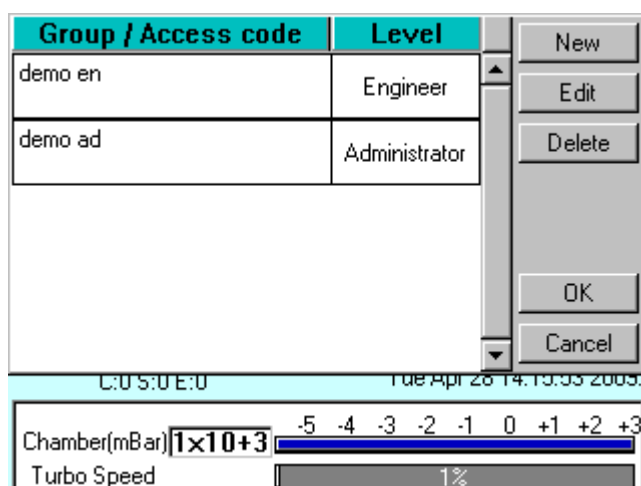 Group / Access code Level
New
demo en Engineer
Edit
demo ad Administrator
Delete
OK
Cancel
C:0 S:0 E:0 Tue Apr 28 14:15:53 2009
Chamber(mBar) 1x10+3 -5 -4 -3 -2 -1 0 +1 +2 +3
Turbo Speed 1%